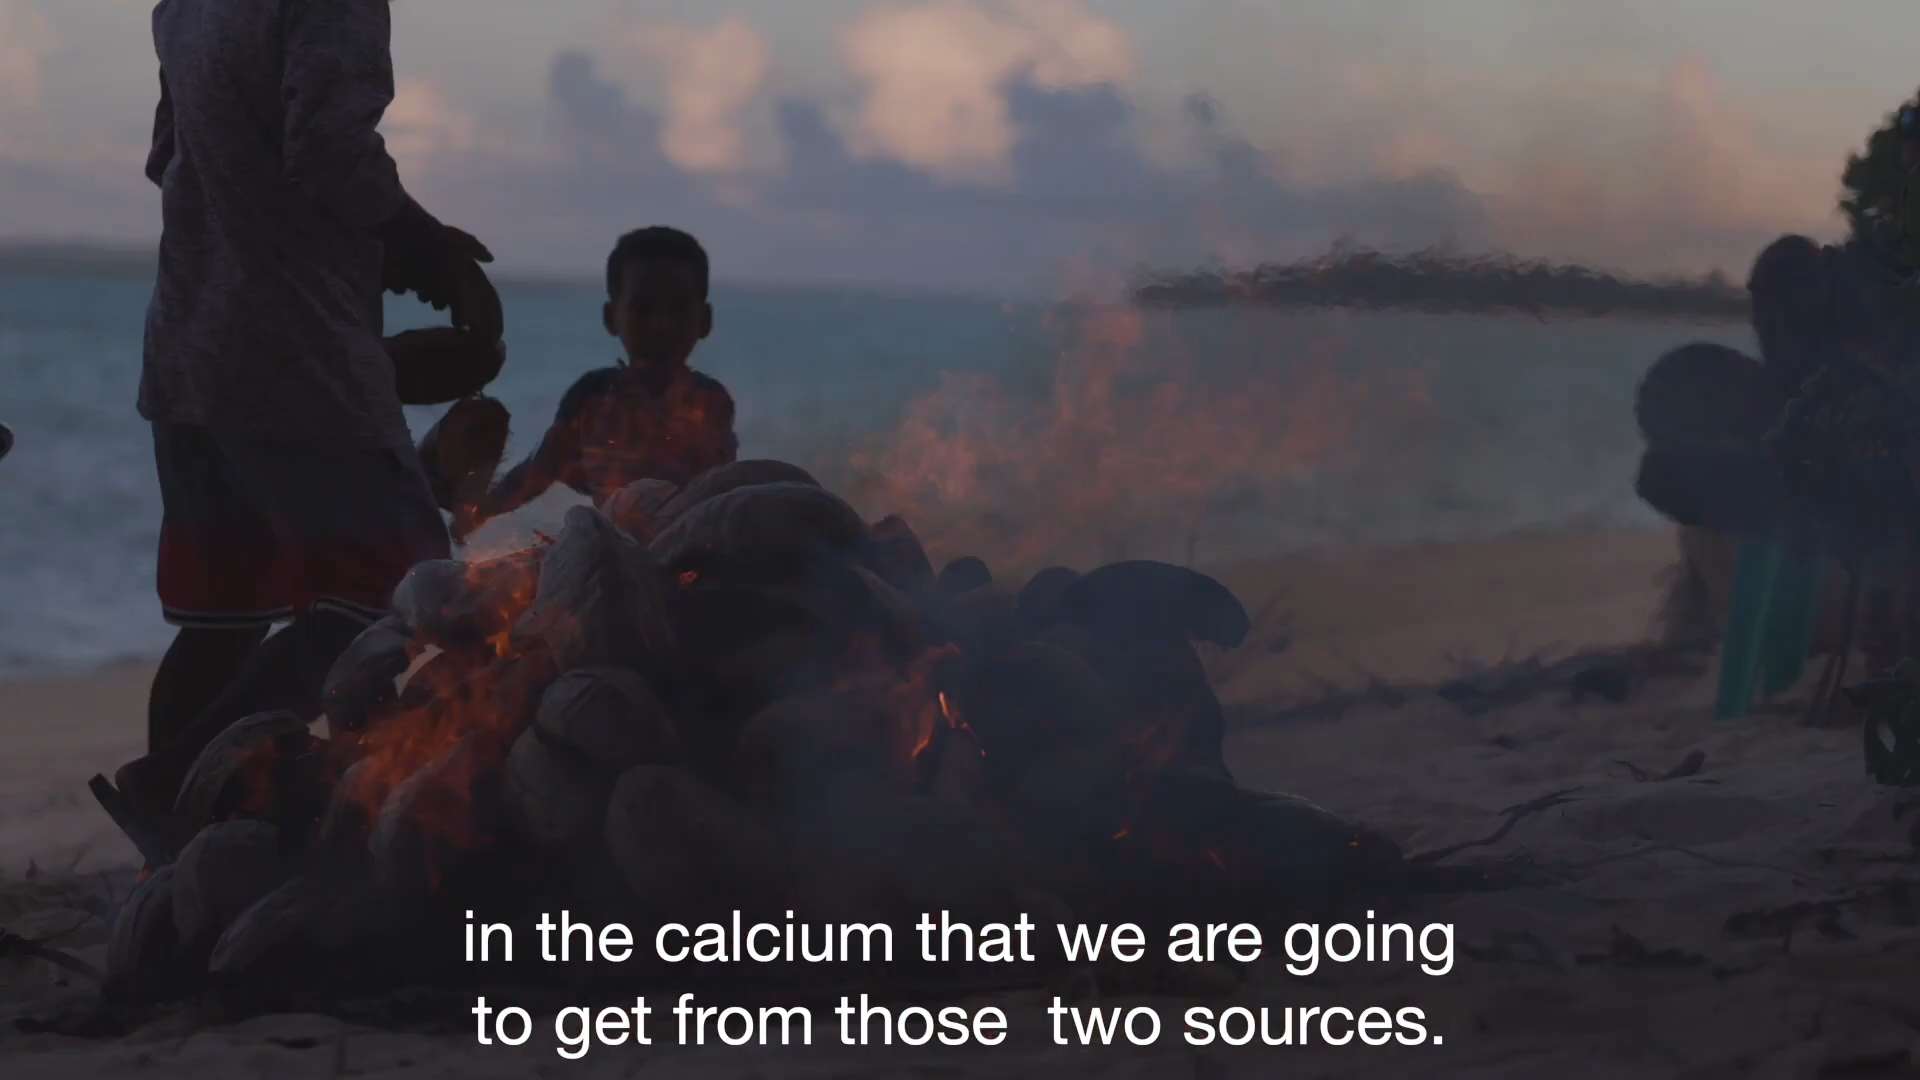 in the calcium that we are going
to get from those  two sources.